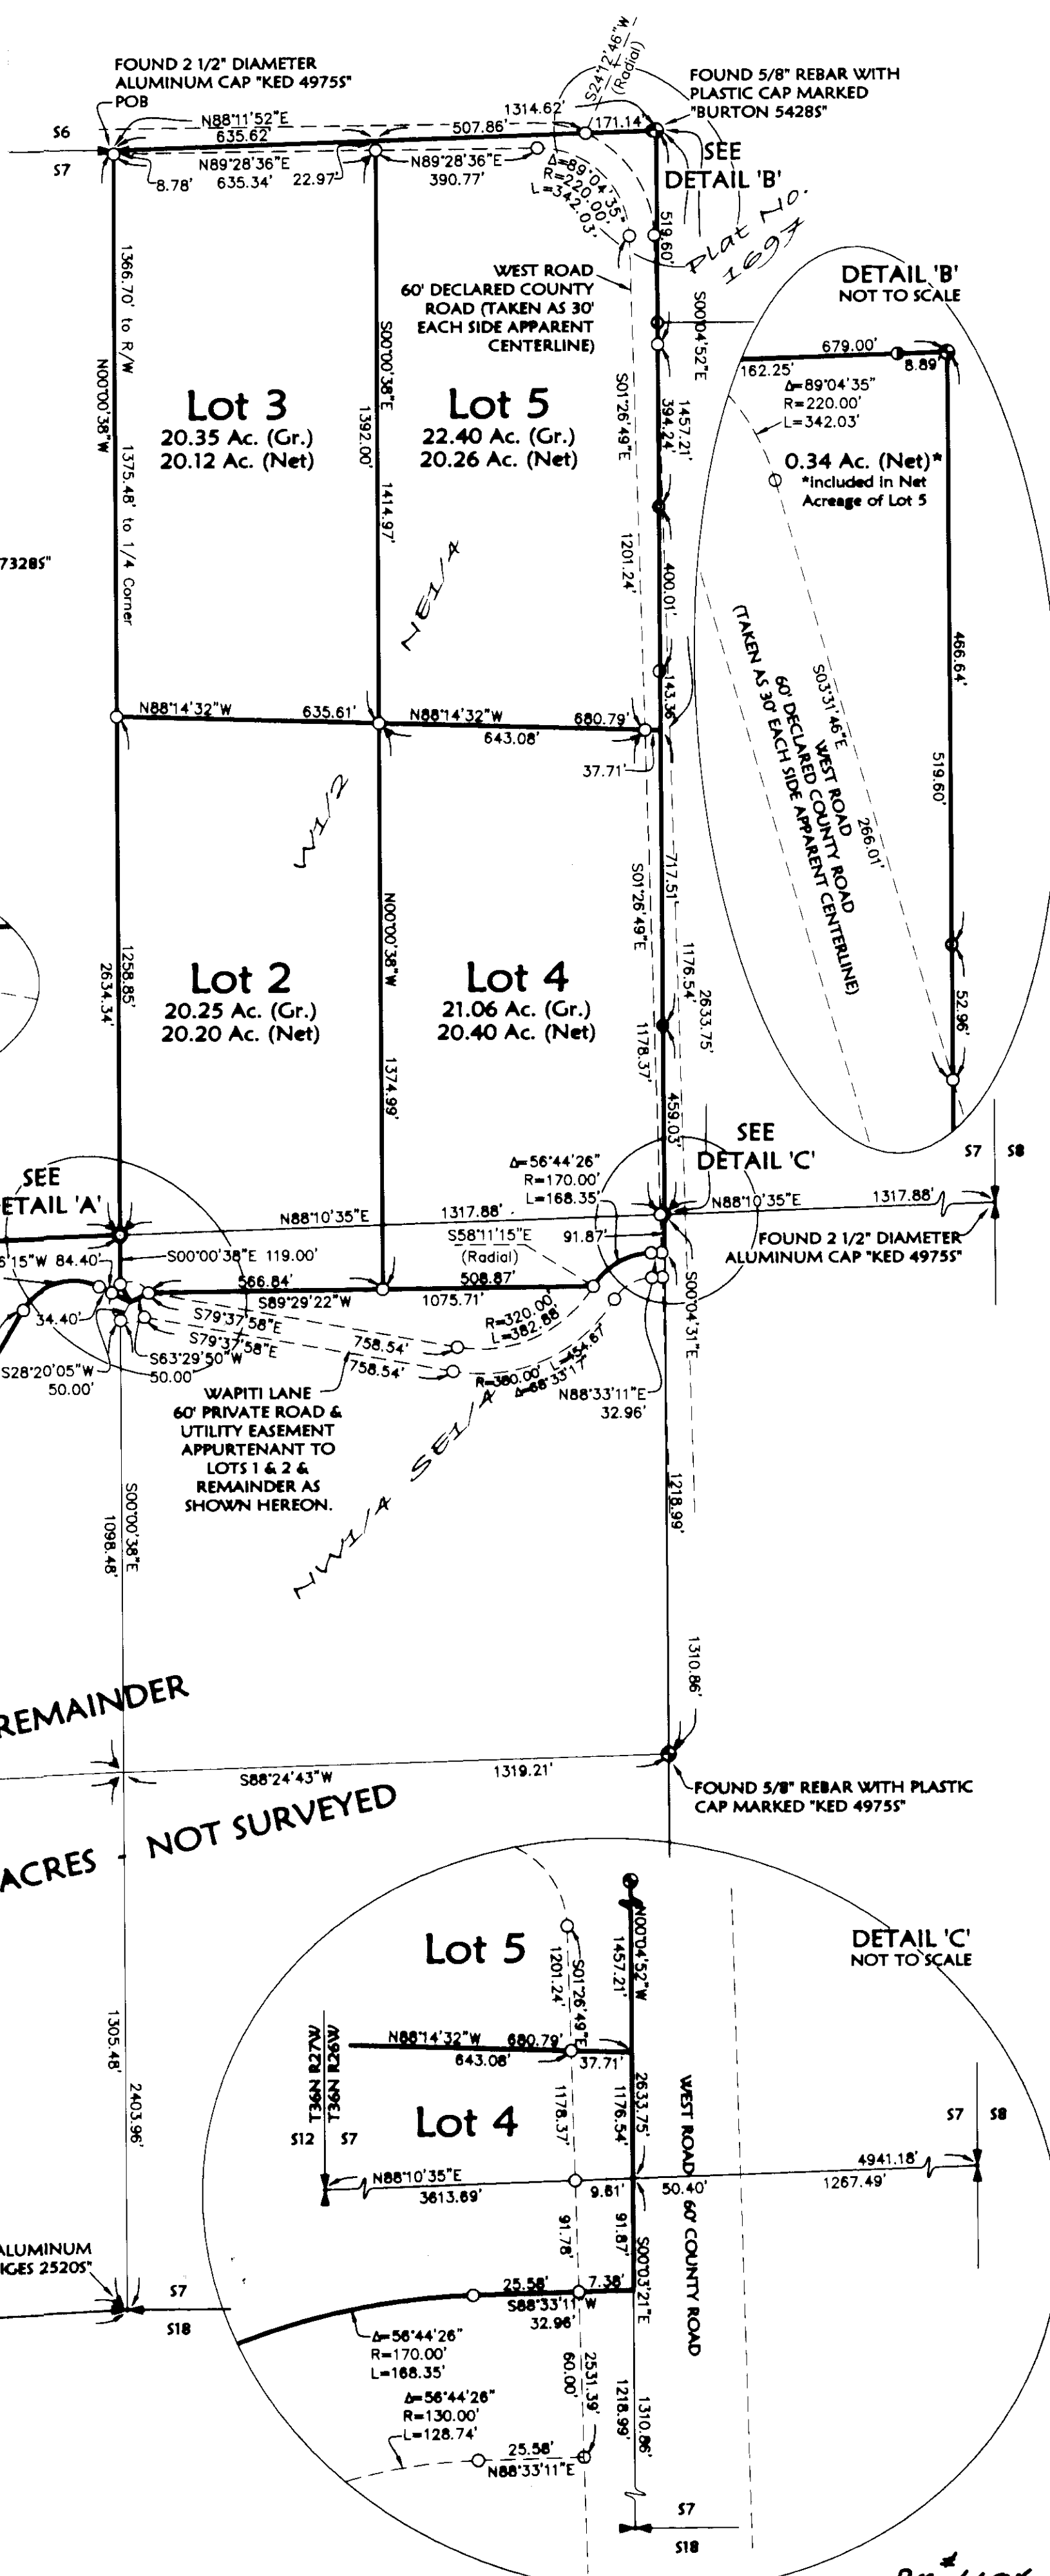 FOUND 2 1/2" DIAMETER
ALUMINUM CAP "KED 4975S"
POB
S6
S7
N88°11'52"E
635.62'
1314.62'
507.86'
171.14'
S24°12'46"W
(Radial)
FOUND 5/8" REBAR WITH
PLASTIC CAP MARKED
"BURTON 5428S"
SEE
DETAIL 'B'
N89°28'36"E
635.34'
8.78'
22.97'
N89°28'36"E
390.77'
Δ=89°04'35"
R=220.00'
L=342.03'
519.60'
Plat No.
1697
WEST ROAD
60' DECLARED COUNTY
ROAD (TAKEN AS 30'
EACH SIDE APPARENT
CENTERLINE)
S00°04'52"E
1366.70' to R/W
N00°00'38"W
1375.48' to 1/4 Corner
S00°00'38"E
1392.00'
1414.97'
S01°26'49"E
1201.24'
394.24'
1457.21'
400.01'
143.36'
Lot 3
20.35 Ac. (Gr.)
20.12 Ac. (Net)
Lot 5
22.40 Ac. (Gr.)
20.26 Ac. (Net)
7328S"
NE1/4
W1/2
DETAIL 'B'
NOT TO SCALE
679.00'
162.25'
8.89'
Δ=89°04'35"
R=220.00'
L=342.03'
0.34 Ac. (Net)*
*Included in Net
Acreage of Lot 5
466.64'
519.60'
52.96'
S03°31'46"E
266.01'
WEST ROAD
60' DECLARED COUNTY ROAD
(TAKEN AS 30' EACH SIDE APPARENT CENTERLINE)
N88°14'32"W
635.61'
N88°14'32"W
680.79'
643.08'
37.71'
Lot 2
20.25 Ac. (Gr.)
20.20 Ac. (Net)
Lot 4
21.06 Ac. (Gr.)
20.40 Ac. (Net)
1258.85'
2634.34'
N00°00'38"W
1374.99'
S01°26'49"E
1178.37'
717.51'
1176.54'
2633.75'
459.03'
SEE
ETAIL 'A'
SEE
DETAIL 'C'
S7
S8
Δ=56°44'26"
R=170.00'
L=168.35'
N88°10'35"E
1317.88'
N88°10'35"E
1317.88'
FOUND 2 1/2" DIAMETER
ALUMINUM CAP "KED 4975S"
S58°11'15"E
(Radial)
91.87'
6'15"W 84.40'
S00°00'38"E 119.00'
566.84'
508.87'
S89°29'22"W
1075.71'
34.40'
S79°37'58"E
758.54'
S79°37'58"E
758.54'
R=320.00'
L=382.88'
R=380.00' L=454.67'
Δ=68°33'17"
S28°20'05"W
50.00'
S63°29'50"W
50.00'
N88°33'11"E
32.96'
S00°04'31"E
WAPITI LANE
60' PRIVATE ROAD &
UTILITY EASEMENT
APPURTENANT TO
LOTS 1 & 2 &
REMAINDER AS
SHOWN HEREON.
NW1/4 SE1/4
S00°00'38"E
1098.48'
1218.99'
1310.86'
REMAINDER
S88°24'43"W
1319.21'
FOUND 5/8" REBAR WITH PLASTIC
CAP MARKED "KED 4975S"
ACRES - NOT SURVEYED
1305.48'
2403.96'
ALUMINUM
IGES 2520S"
S7
S18
DETAIL 'C'
NOT TO SCALE
Lot 5
N00°04'52"W
1457.21'
S01°26'49"E
1201.24'
N88°14'32"W
680.79'
643.08'
37.71'
T36N R27W
T36N R26W
S12
S7
Lot 4
1178.37'
2633.75'
1176.54'
WEST ROAD 60' COUNTY ROAD
S7
S8
N88°10'35"E
3613.69'
9.61'
50.40'
4941.18'
1267.49'
91.78'
91.87'
S00°03'21"E
25.58'
7.38'
S88°33'11"W
32.96'
Δ=56°44'26"
R=170.00'
L=168.35'
2531.39'
60.00'
1218.99'
1310.86'
Δ=56°44'26"
R=130.00'
L=128.74'
25.58'
N88°33'11"E
S7
S18